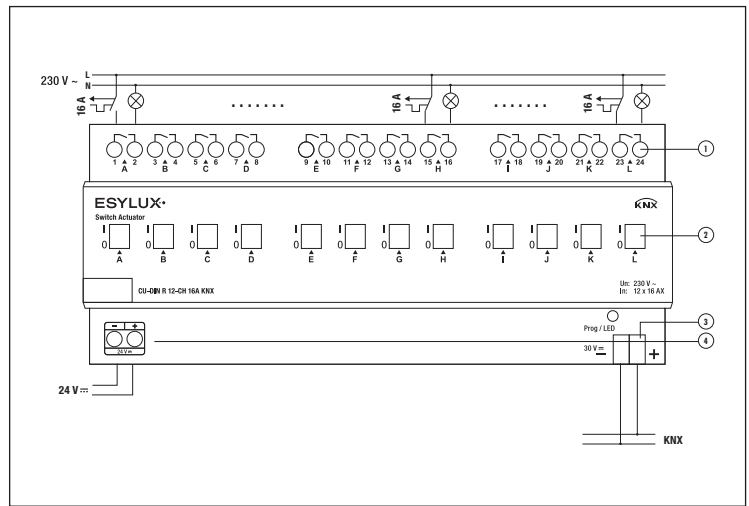 L
230 V ~
N
16 A 16 A 16 A
....... .......
1 2 3 4 5 6 7 8 9 10 11 12 13 14 15 16 17 18 19 20 21 22 23 24
A B C D E F G H I J K L
1
ESYLUX
KNX
Switch Actuator
I I I I I I I I I I I I
0 0 0 0 0 0 0 0 0 0 0 0
2
A B C D E F G H I J K L
CU-DIN R 12-CH 16A KNX
Un: 230 V ~
In: 12 x 16 AX
− +
24 V
Prog / LED
3
30 V − +
4
24 V
KNX